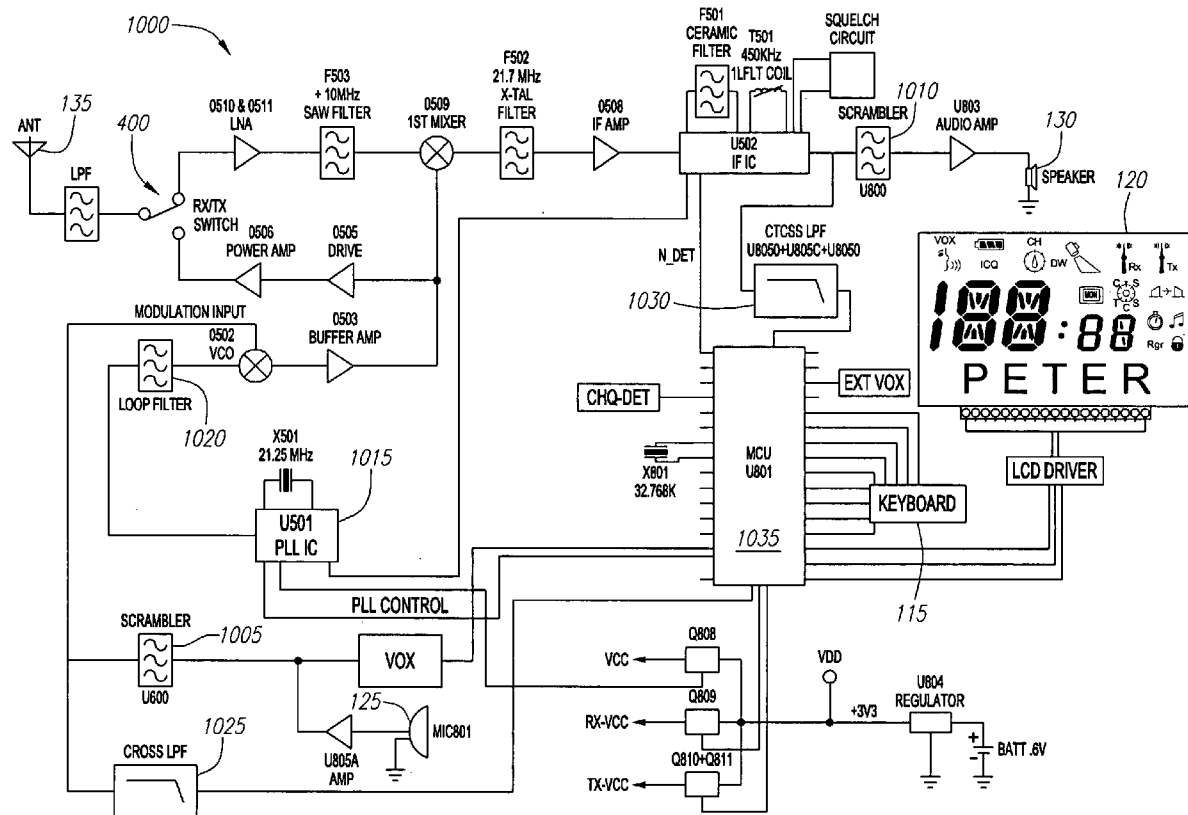 1000
135
ANT
LPF
400
RX/TX
SWITCH
0510 & 0511
LNA
F503
+ 10MHz
SAW FILTER
0509
1ST MIXER
F502
21.7 MHz
X-TAL
FILTER
0508
IF AMP
F501
CERAMIC
FILTER
T501
450KHz
1LFLT COIL
SQUELCH
CIRCUIT
U502
IF IC
SCRAMBLER
1010
U800
U803
AUDIO AMP
130
SPEAKER
120
0506
POWER AMP
0505
DRIVE
MODULATION INPUT
0502
VCO
0503
BUFFER AMP
LOOP FILTER
1020
N_DET
CTCSS LPF
U8050+U805C+U8050
1030
VOX
ICQ
CH
DW
Rx
Tx
MON
C T S
T C S
188:88
Rgr
PETER
CHQ-DET
EXT VOX
MCU
U801
1035
X801
32.768K
KEYBOARD
115
LCD DRIVER
X501
21.25 MHz
1015
U501
PLL IC
PLL CONTROL
SCRAMBLER
1005
U600
VOX
125
MIC801
U805A
AMP
CROSS LPF
1025
Q808
VCC
Q809
RX-VCC
Q810+Q811
TX-VCC
VDD
+3V3
U804
REGULATOR
+
-
BATT .6V